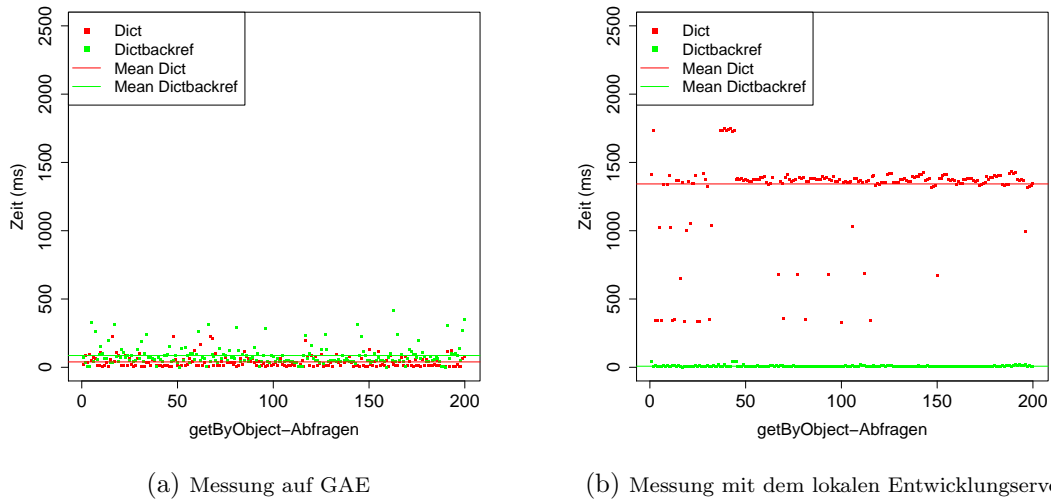 2500
2000
1500
1000
500
0
Zeit (ms)
Dict
Dictbackref
Mean Dict
Mean Dictbackref
0 50 100 150 200
getByObject−Abfragen
(a) Messung auf GAE
2500
2000
1500
1000
500
0
Zeit (ms)
Dict
Dictbackref
Mean Dict
Mean Dictbackref
0 50 100 150 200
getByObject−Abfragen
(b) Messung mit dem lokalen Entwicklungserve